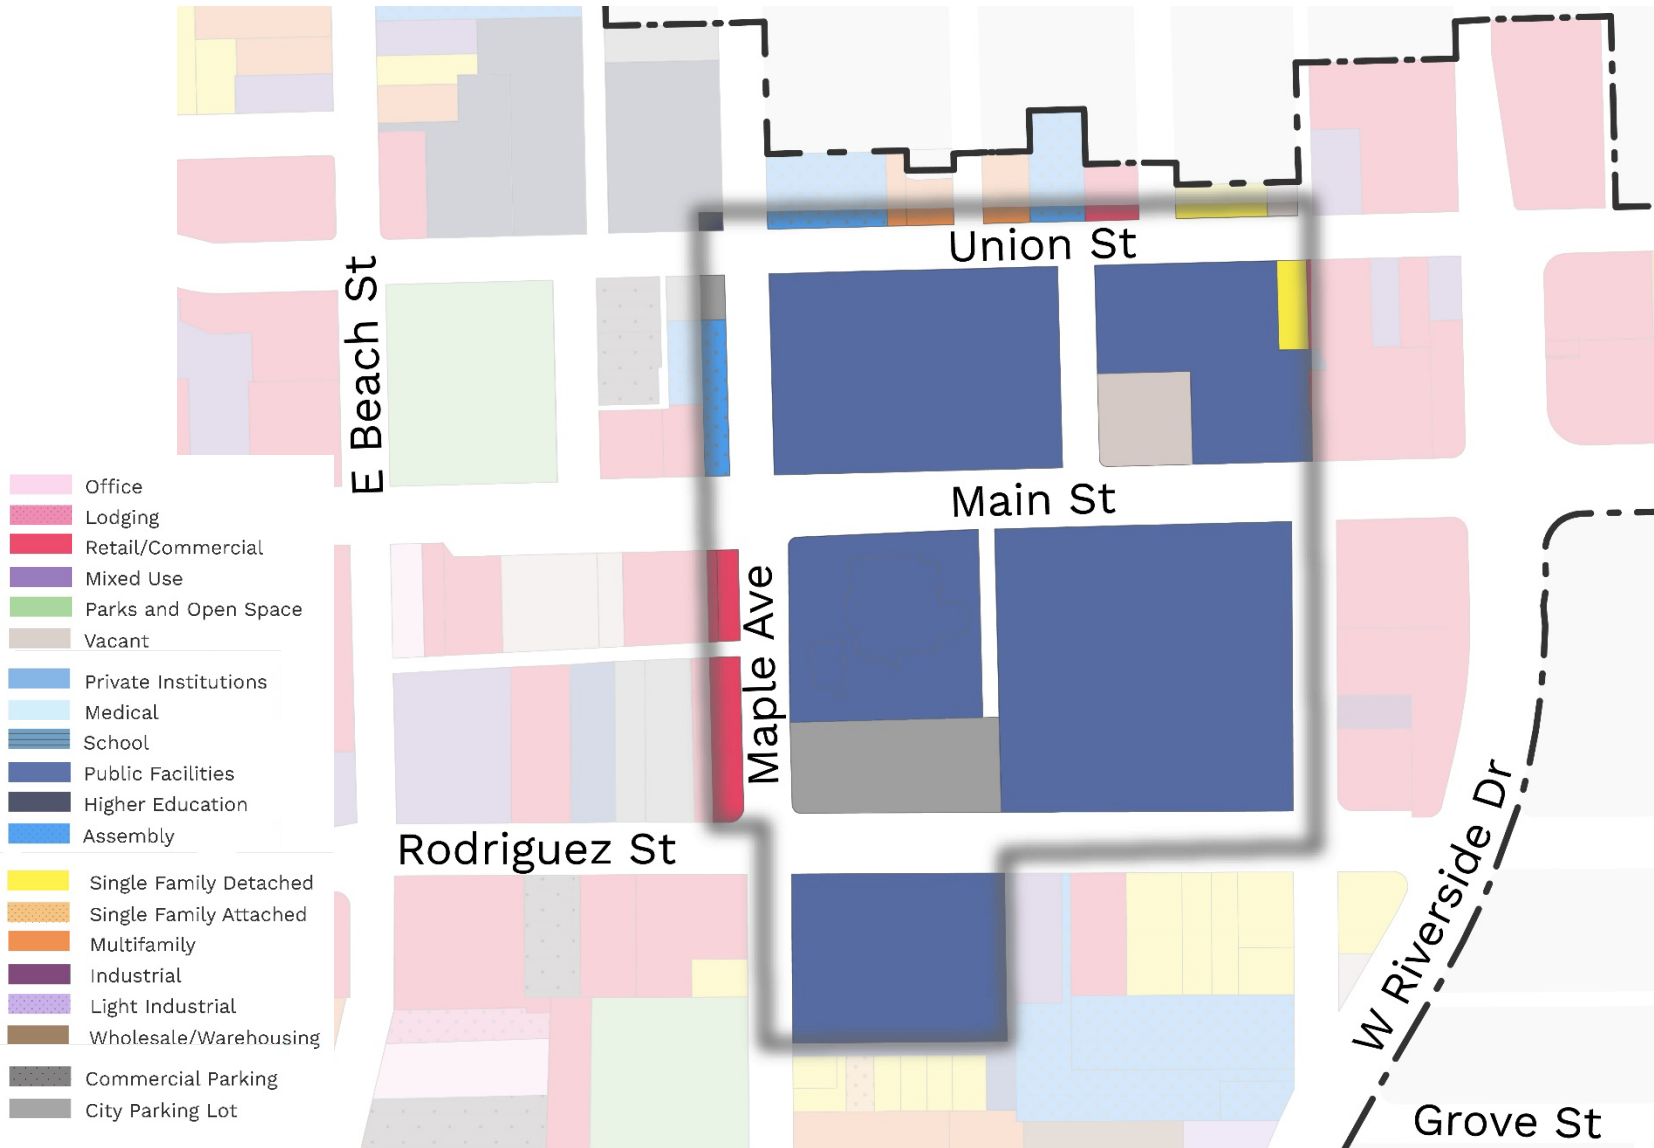 Union St
E Beach St
Main St
Maple Ave
Rodriguez St
W Riverside Dr
Grove St
Office
Lodging
Retail/Commercial
Mixed Use
Parks and Open Space
Vacant
Private Institutions
Medical
School
Public Facilities
Higher Education
Assembly
Single Family Detached
Single Family Attached
Multifamily
Industrial
Light Industrial
Wholesale/Warehousing
Commercial Parking
City Parking Lot